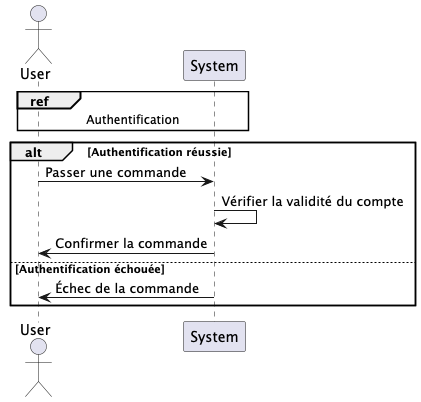 User
System
ref
Authentification
alt
[Authentification réussie]
Passer une commande
Vérifier la validité du compte
Confirmer la commande
[Authentification échouée]
Échec de la commande
User
System